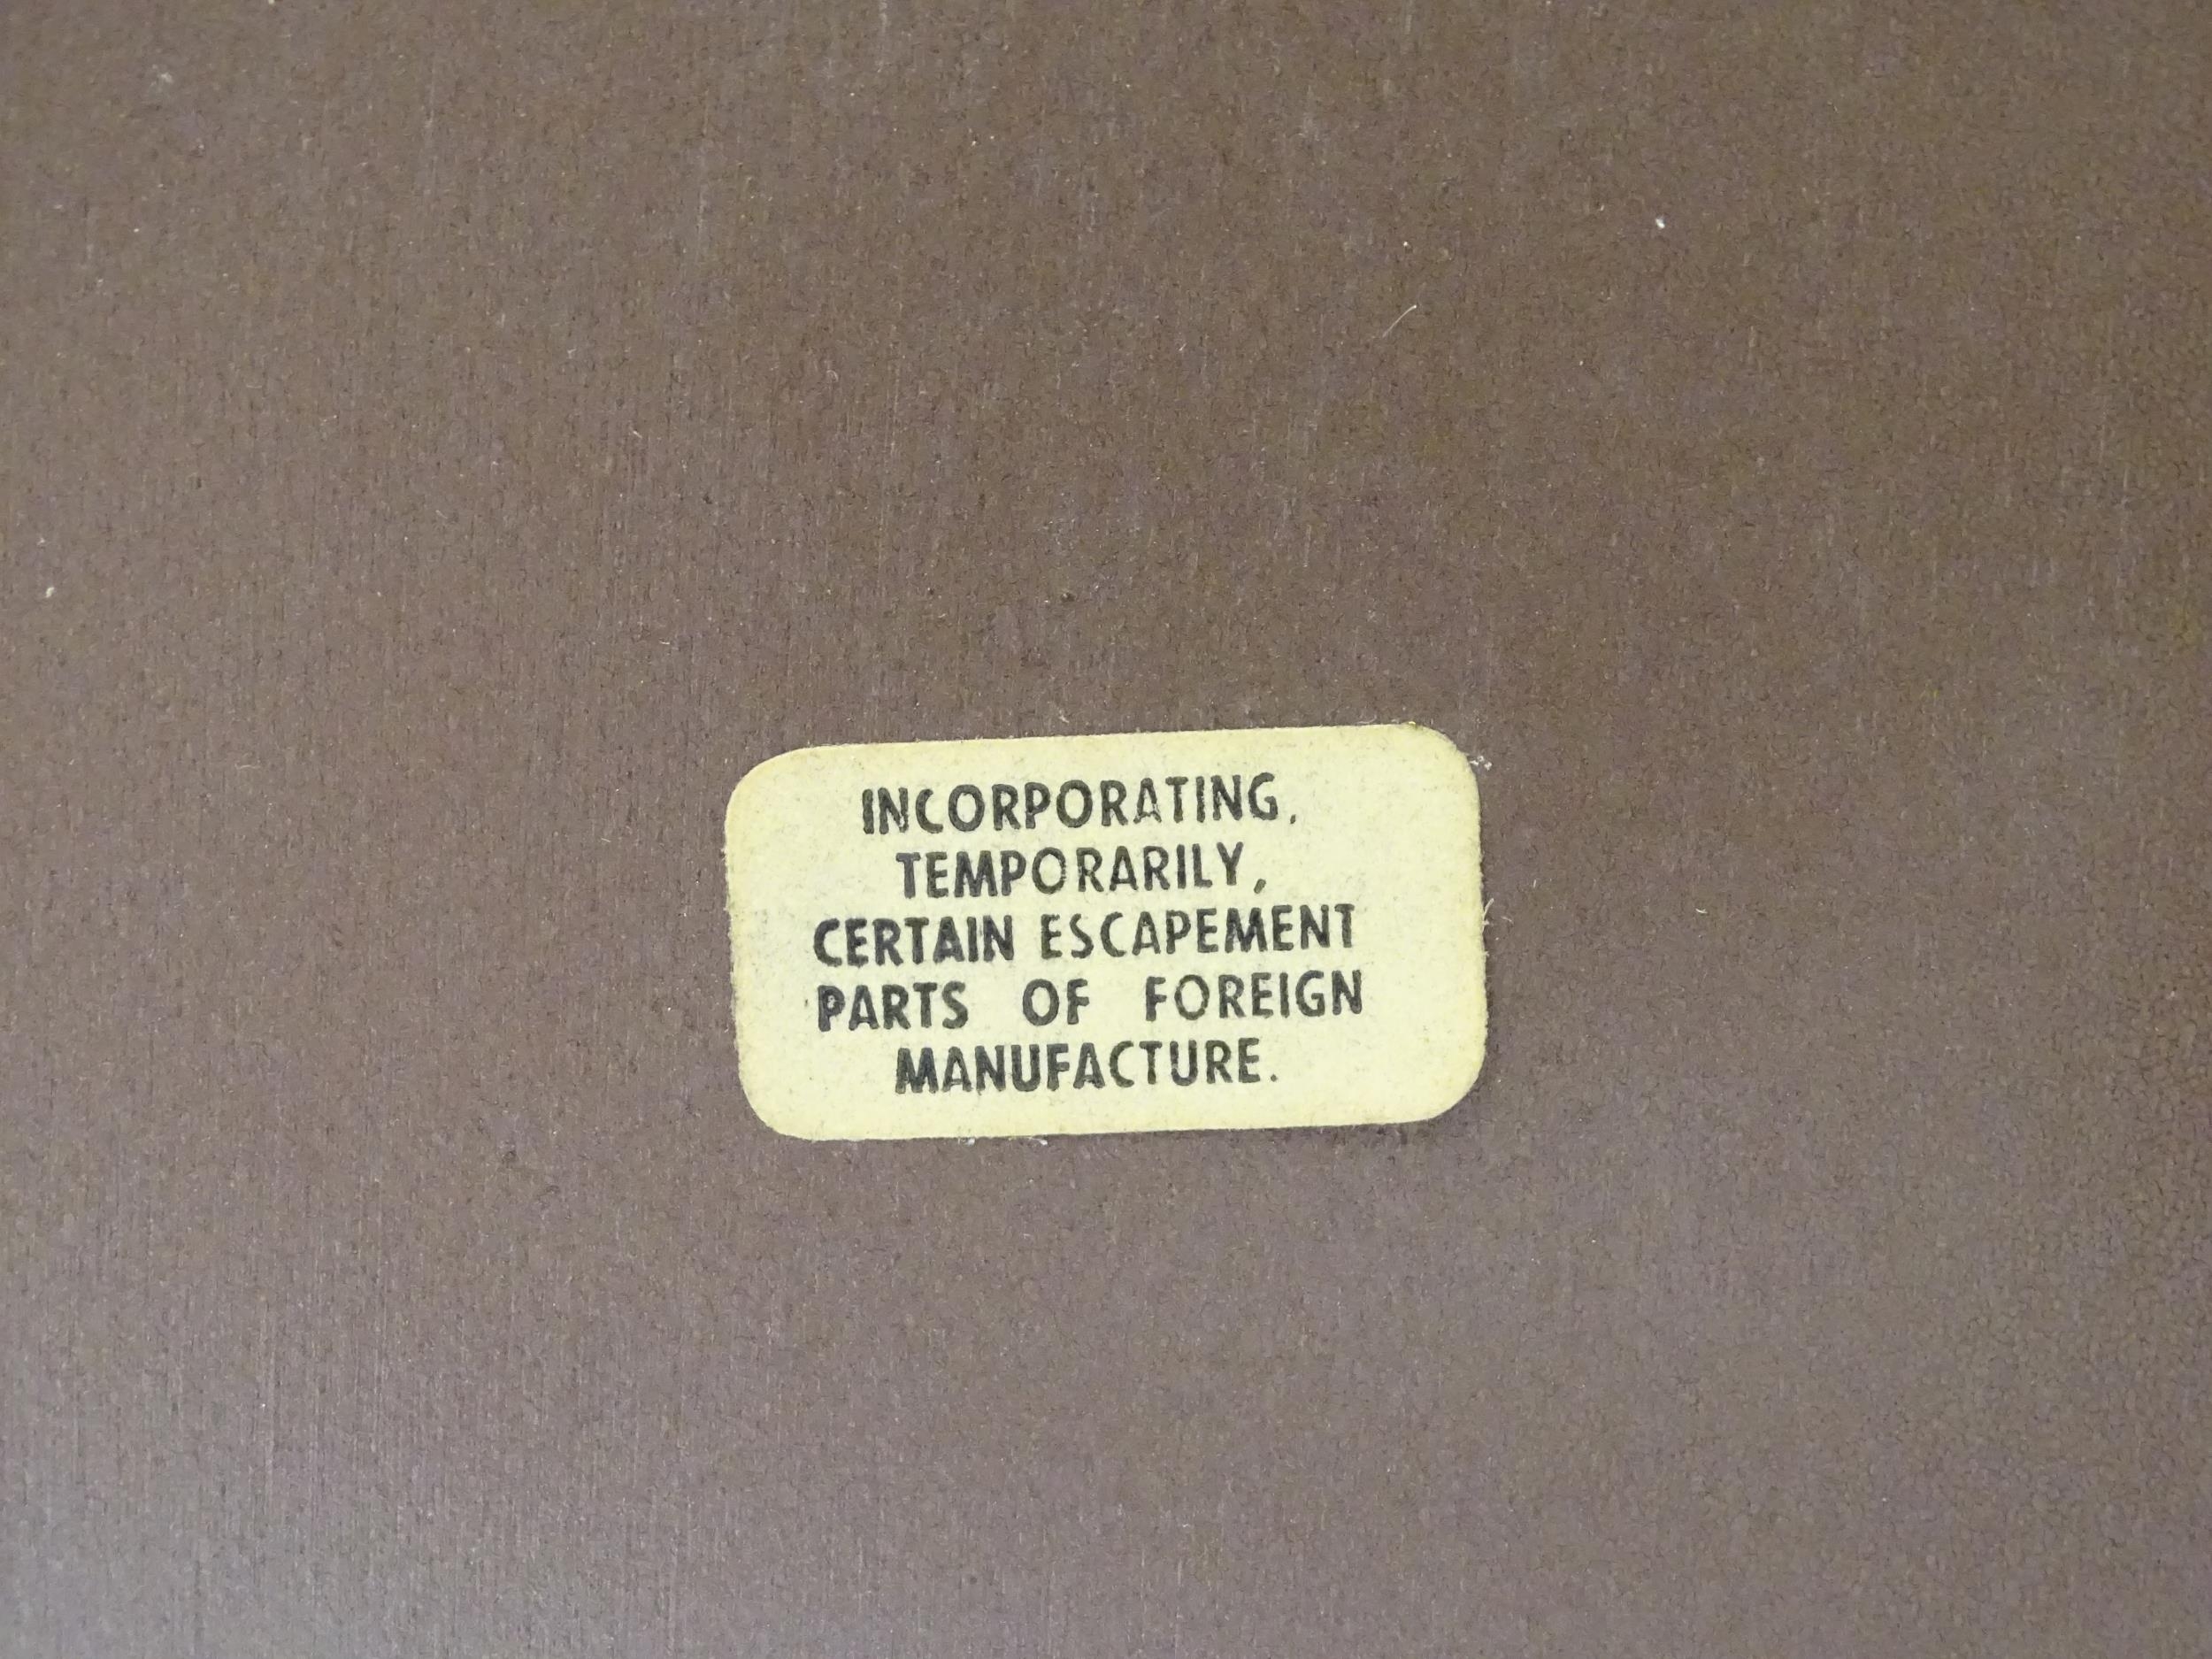 INCORPORATING,
TEMPORARILY,
CERTAIN ESCAPEMENT
PARTS OF FOREIGN
MANUFACTURE.